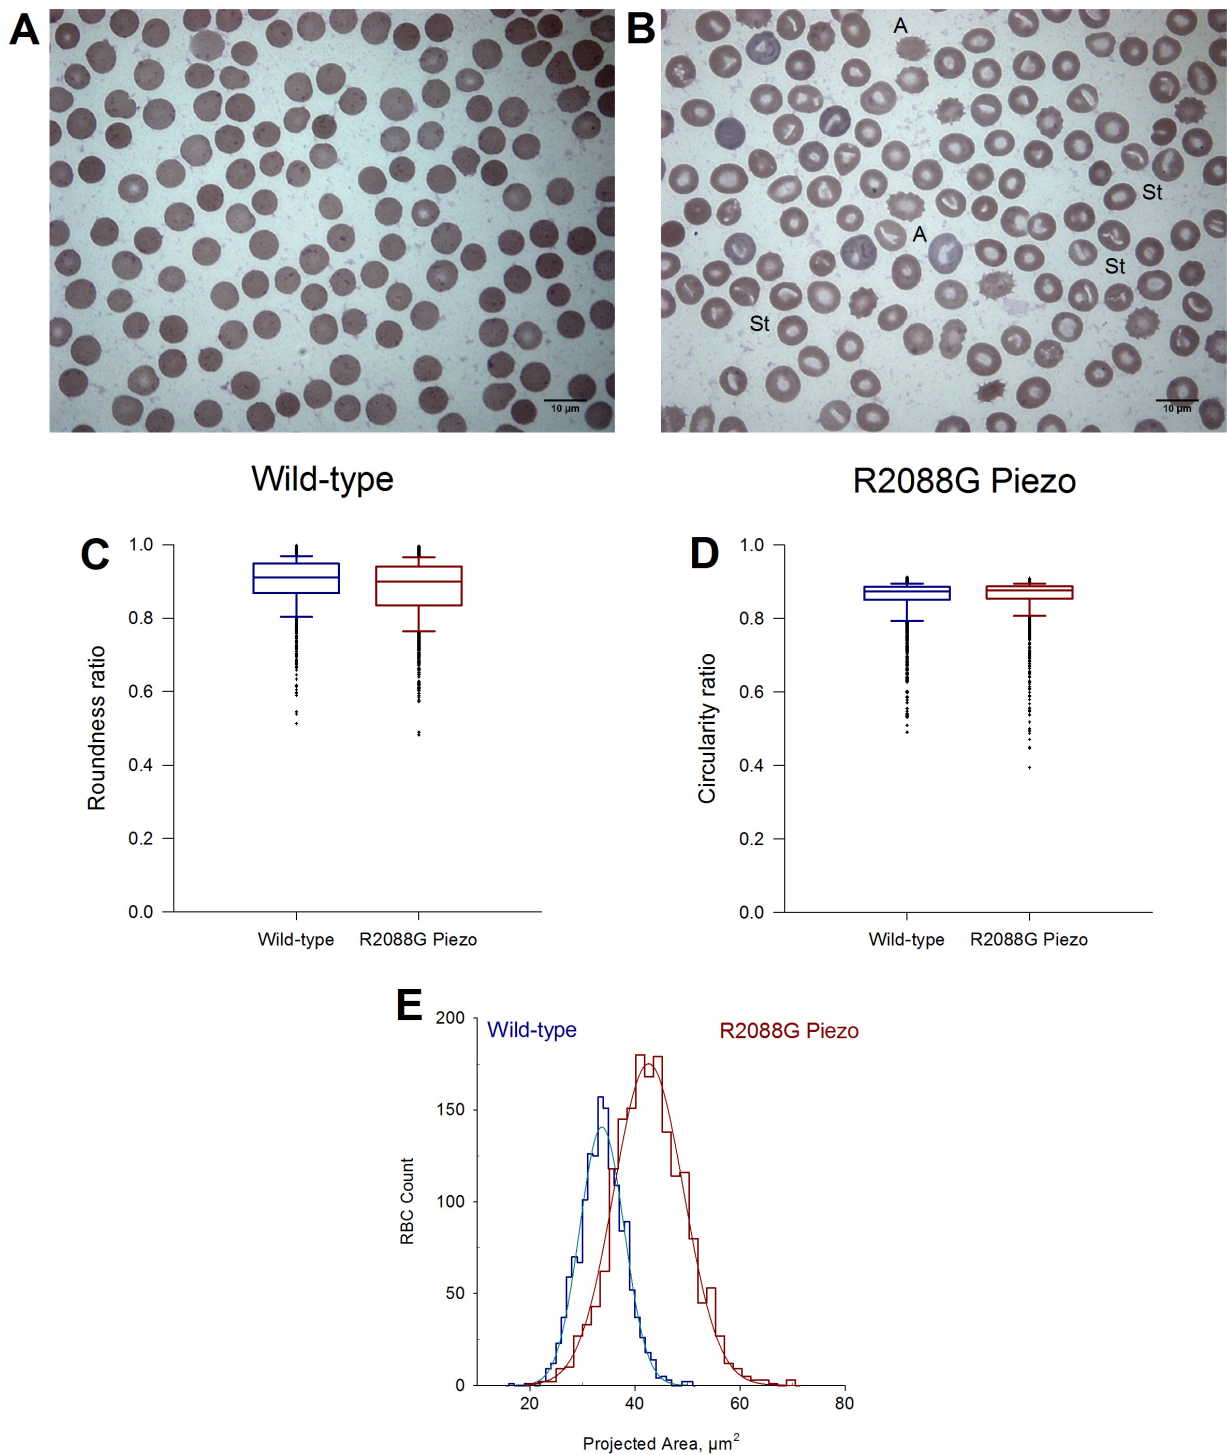 A
B
A
St
A
St
St
10 µm
10 µm
Wild-type
R2088G Piezo
C
1.0
0.8
0.6
0.4
0.2
0.0
Roundness ratio
Wild-type
R2088G Piezo
D
1.0
0.8
0.6
0.4
0.2
0.0
Circularity ratio
Wild-type
R2088G Piezo
E
200
150
100
50
0
RBC Count
Wild-type
R2088G Piezo
20
40
60
80
Projected Area, µm²